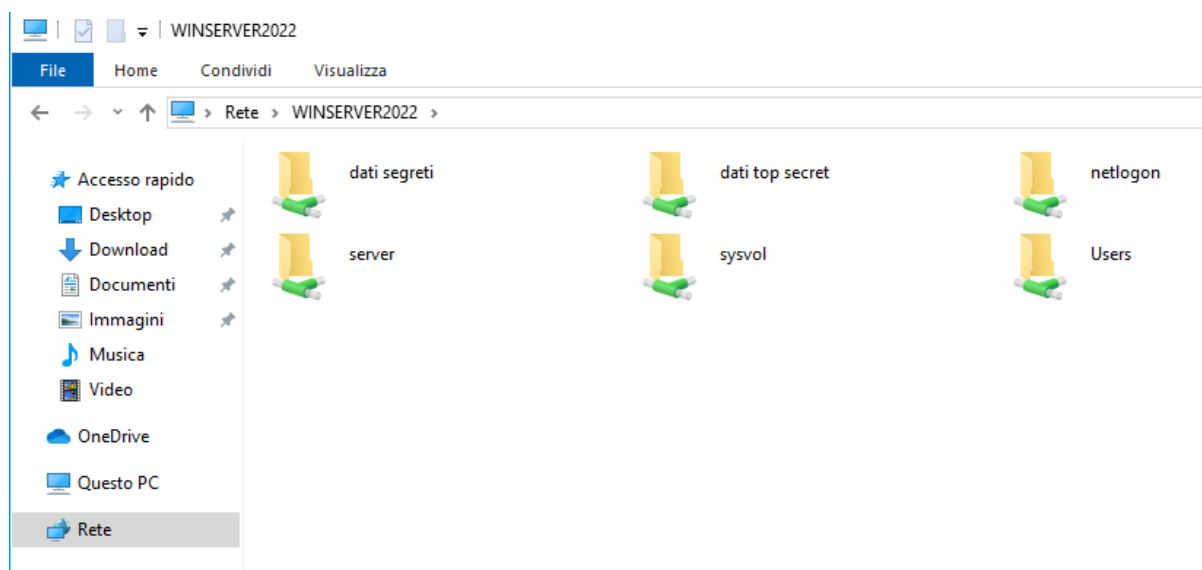 WINSERVER2022
File Home Condividi Visualizza
Rete > WINSERVER2022 >
Accesso rapido
Desktop
Download
Documenti
Immagini
Musica
Video
OneDrive
Questo PC
Rete
dati segreti dati top secret netlogon
server sysvol Users